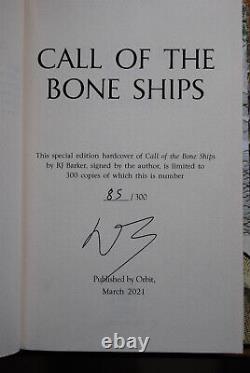 CALL OF THE
BONE SHIPS
This special edition hardcover of Call of the Bone Ships
by RJ Barker, signed by the author, is limited to
300 copies of which this is number
85 /300
Published by Orbit,
March 2021